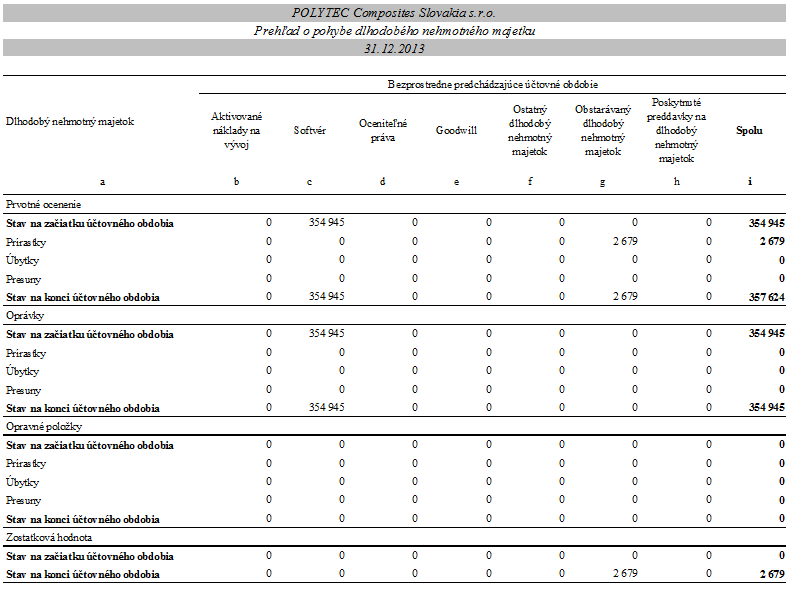 POLYTEC Composites Slovakia s.r.o.
Prehľad o pohybe dlhodobého nehmotného majetku
31.12.2013
Bezprostredne predchádzajúce účtovné obdobie
Dlhodobý nehmotný majetok Aktivované náklady na vývoj Softvér Oceniteľné práva Goodwill Ostatný dlhodobý nehmotný majetok Obstarávaný dlhodobý nehmotný majetok Poskytnuté preddavky na dlhodobý nehmotný majetok Spolu
a b c d e f g h i
Prvotné ocenenie
Stav na začiatku účtovného obdobia 0 354 945 0 0 0 0 0 354 945
Prírastky 0 0 0 0 0 2 679 0 2 679
Úbytky 0 0 0 0 0 0 0 0
Presuny 0 0 0 0 0 0 0 0
Stav na konci účtovného obdobia 0 354 945 0 0 0 2 679 0 357 624
Oprávky
Stav na začiatku účtovného obdobia 0 354 945 0 0 0 0 0 354 945
Prírastky 0 0 0 0 0 0 0 0
Úbytky 0 0 0 0 0 0 0 0
Presuny 0 0 0 0 0 0 0 0
Stav na konci účtovného obdobia 0 354 945 0 0 0 0 0 354 945
Opravné položky
Stav na začiatku účtovného obdobia 0 0 0 0 0 0 0 0
Prírastky 0 0 0 0 0 0 0 0
Úbytky 0 0 0 0 0 0 0 0
Presuny 0 0 0 0 0 0 0 0
Stav na konci účtovného obdobia 0 0 0 0 0 0 0 0
Zostatková hodnota
Stav na začiatku účtovného obdobia 0 0 0 0 0 0 0 0
Stav na konci účtovného obdobia 0 0 0 0 0 2 679 0 2 679